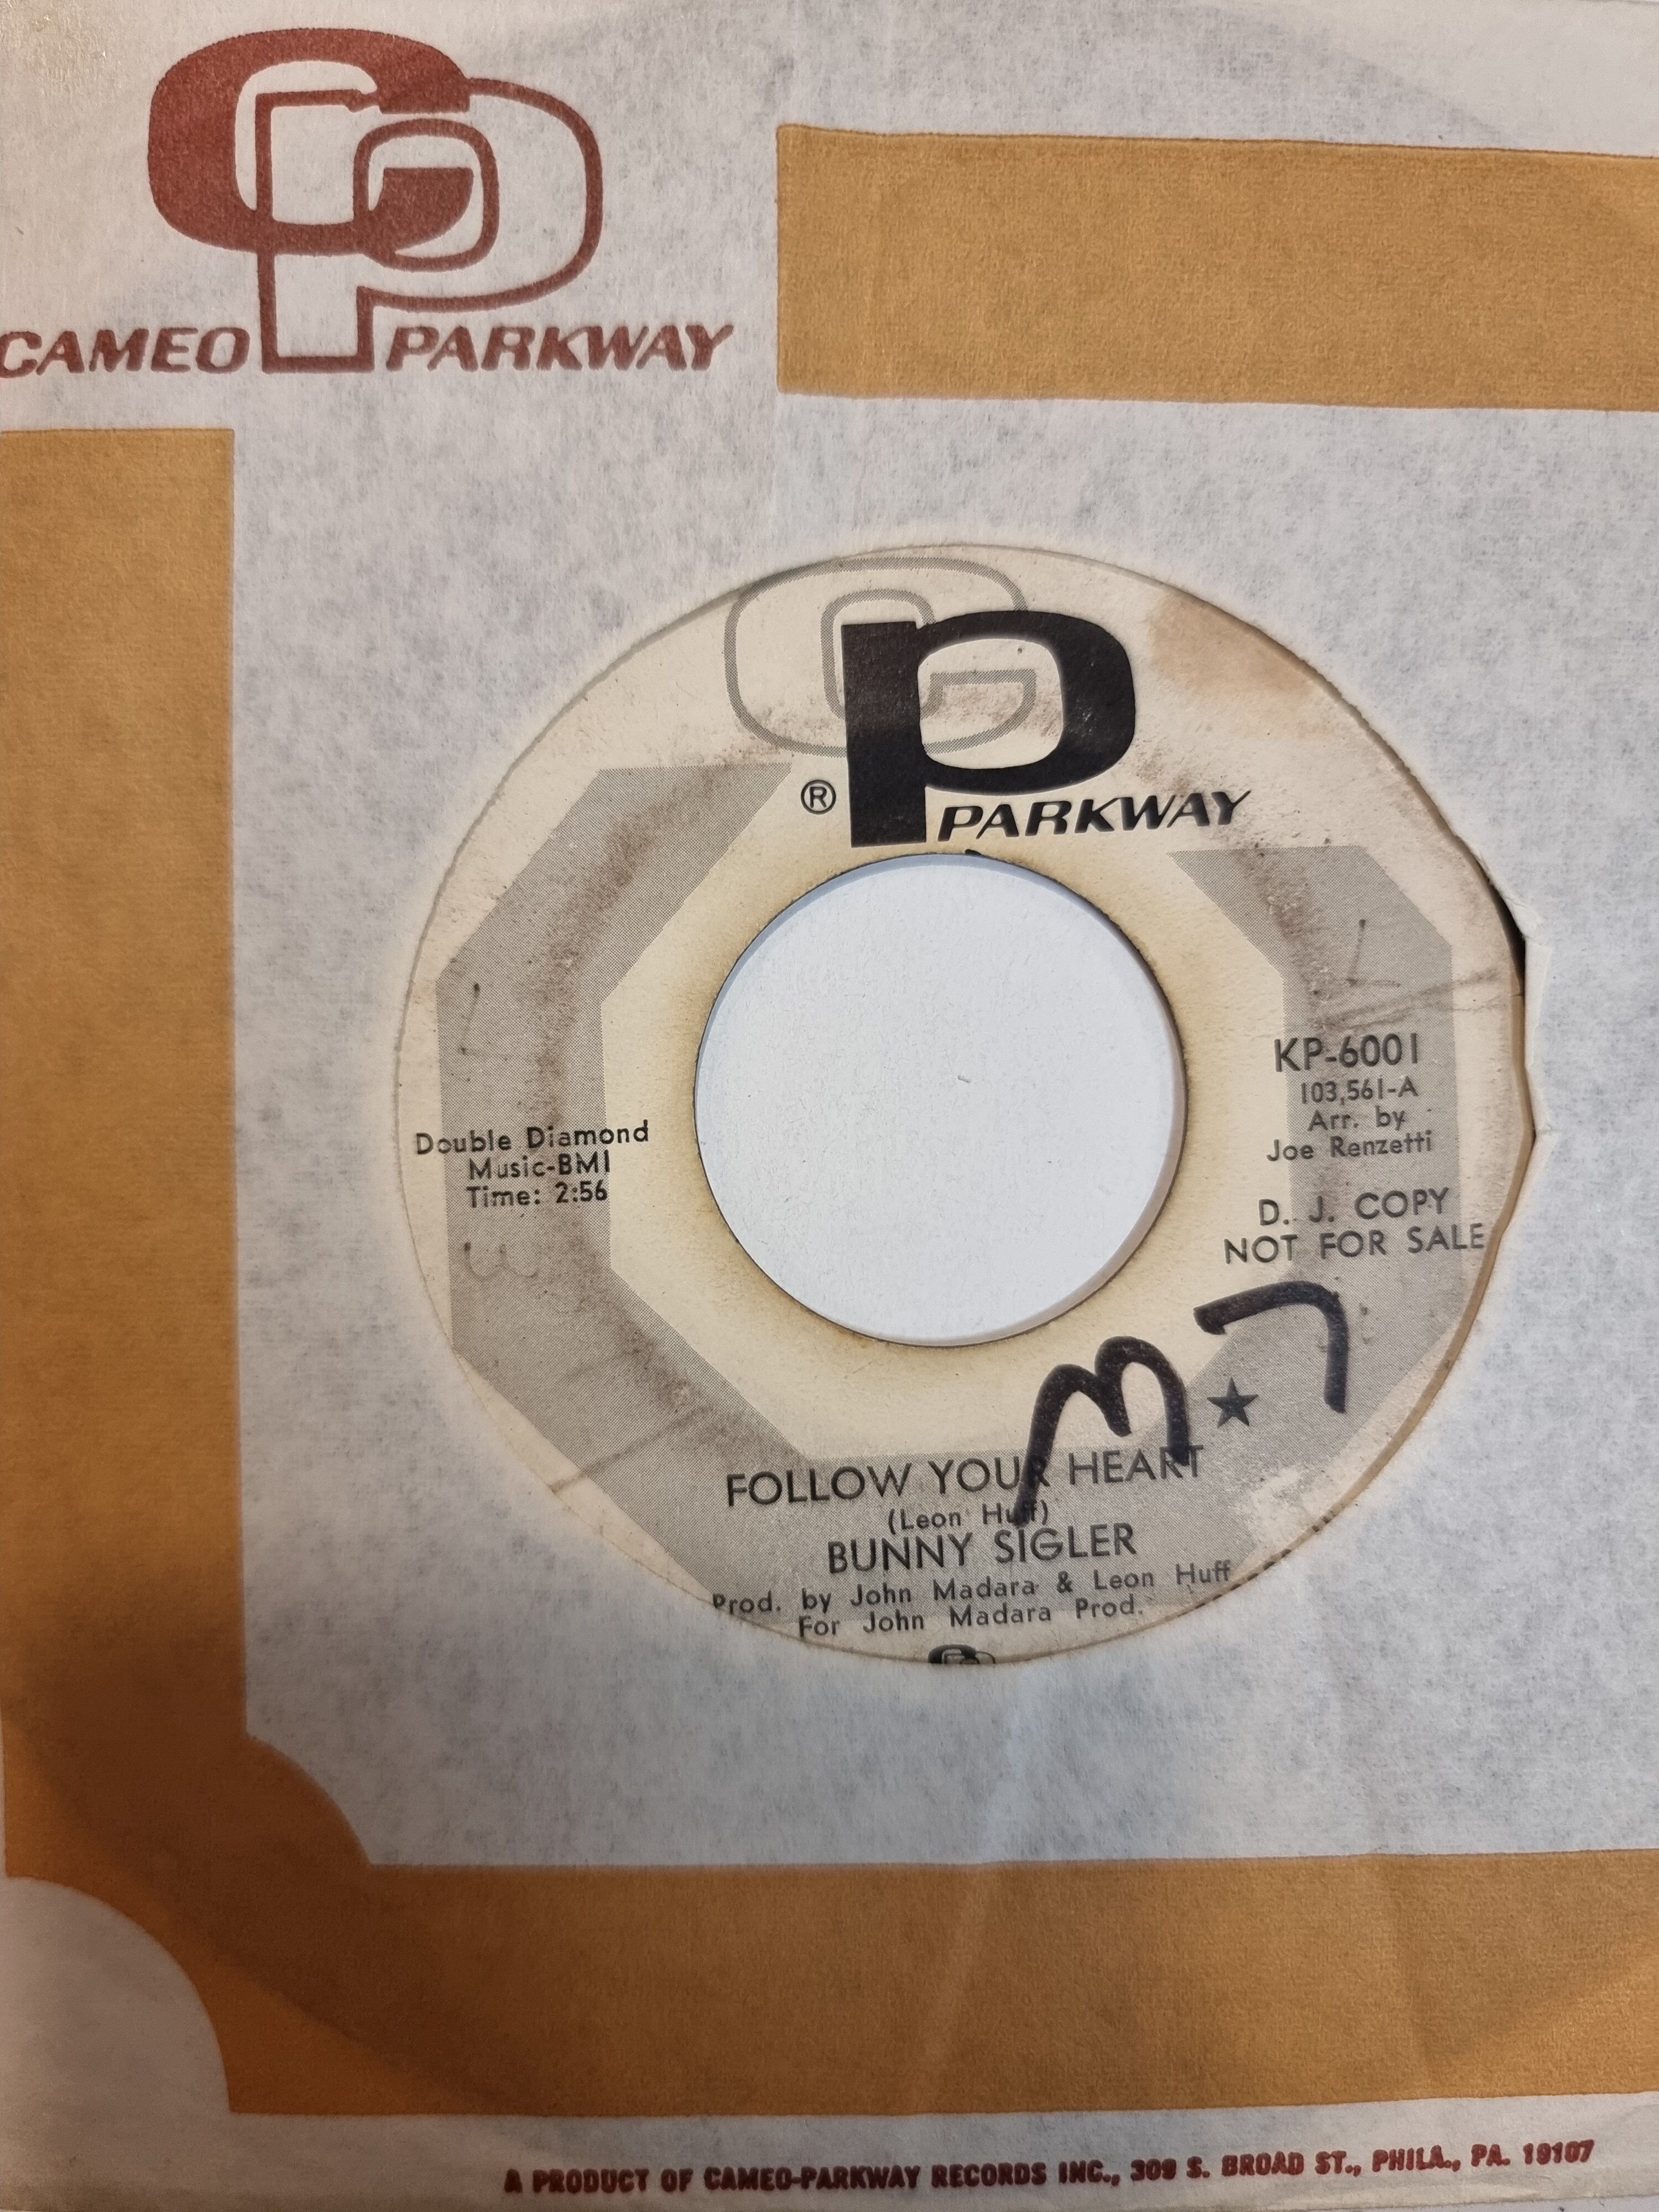 CAMEO PARKWAY
® PARKWAY
KP-6001
103,561-A
Arr. by
Joe Renzetti
Double Diamond
Music-BMI
Time: 2:56
D. J. COPY
NOT FOR SALE
FOLLOW YOUR HEART
(Leon Huff)
BUNNY SIGLER
Prod. by John Madara & Leon Huff
For John Madara Prod.
A PRODUCT OF CAMEO-PARKWAY RECORDS INC., 309 S. BROAD ST., PHILA., PA. 19107